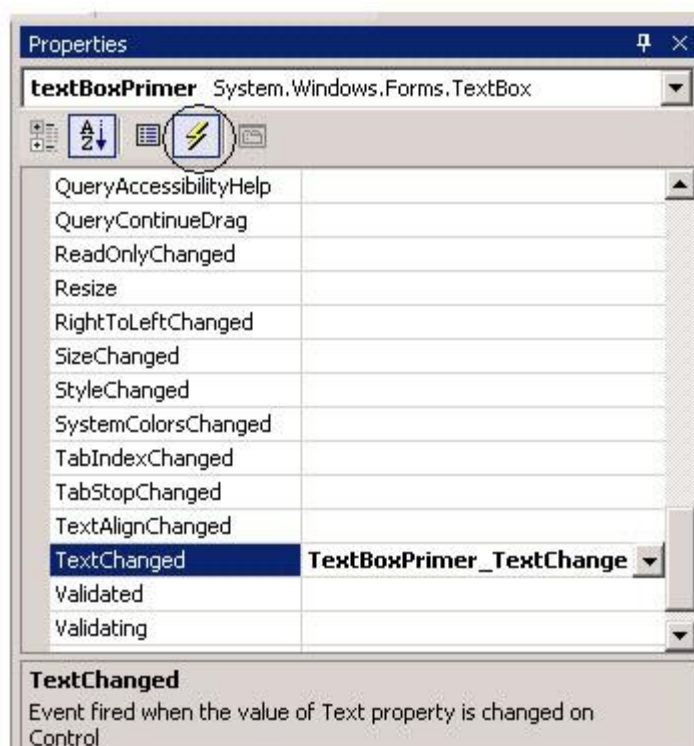 Properties
textBoxPrimer System.Windows.Forms.TextBox
QueryAccessibilityHelp
QueryContinueDrag
ReadOnlyChanged
Resize
RightToLeftChanged
SizeChanged
StyleChanged
SystemColorsChanged
TabIndexChanged
TabStopChanged
TextAlignChanged
TextChanged TextBoxPrimer_TextChange
Validated
Validating
TextChanged
Event fired when the value of Text property is changed on
Control